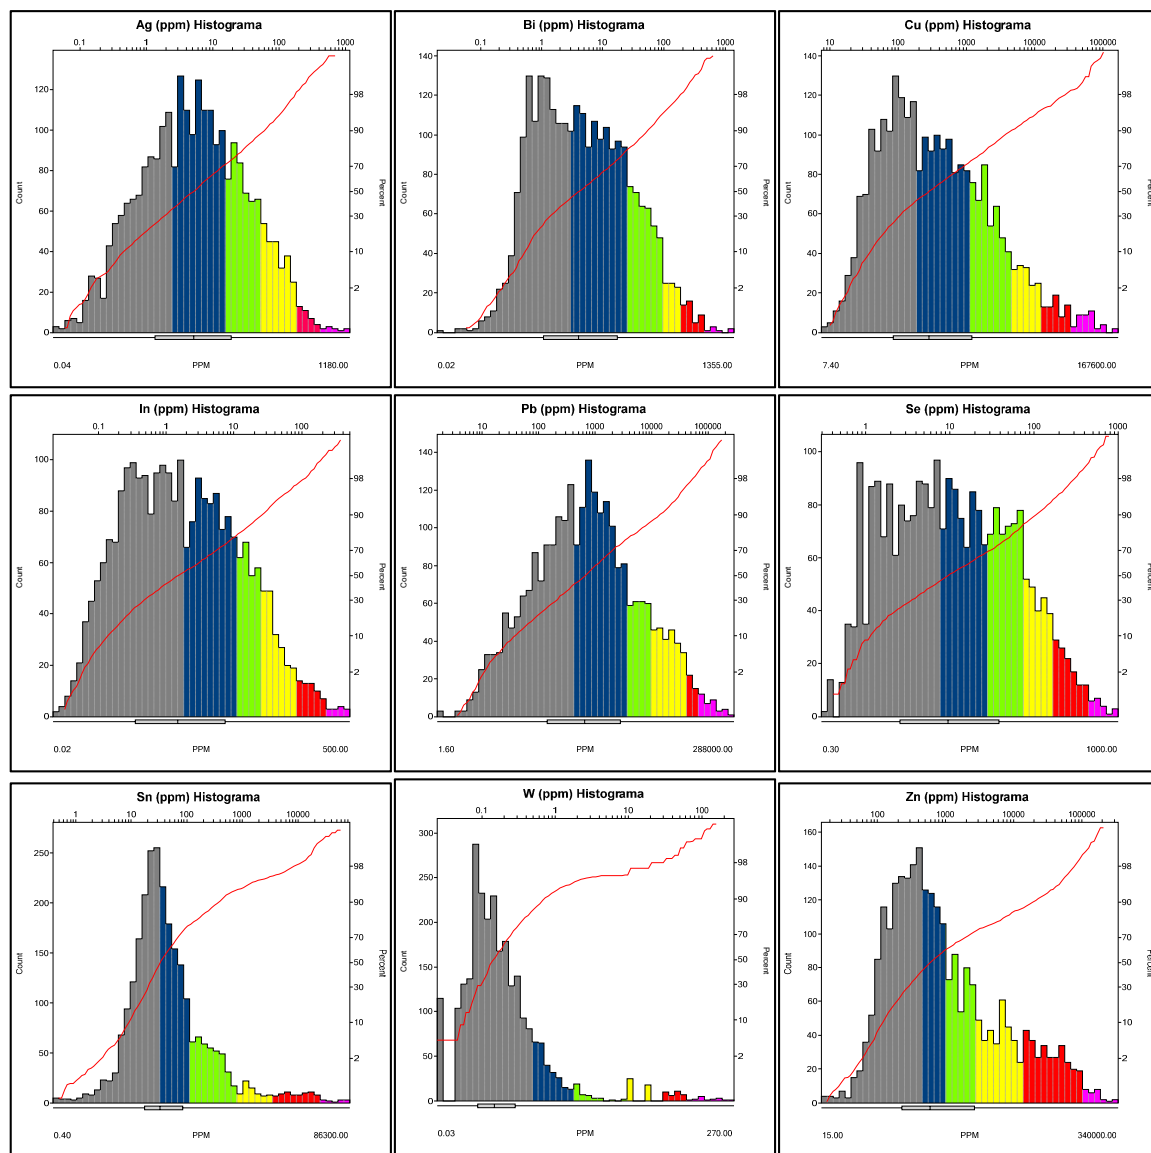 Ag (ppm) Histograma
0.1 1 10 100 1000
120
100
80
60
40
20
0
Count
98
90
70
50
30
10
2
Percent
0.04 PPM 1180.00
Bi (ppm) Histograma
0.1 1 10 100 1000
140
120
100
80
60
40
20
0
Count
98
90
70
50
30
10
2
Percent
0.02 PPM 1355.00
Cu (ppm) Histograma
10 100 1000 10000 100000
140
120
100
80
60
40
20
0
Count
98
90
70
50
30
10
2
Percent
7.40 PPM 167600.00
In (ppm) Histograma
0.1 1 10 100
100
80
60
40
20
0
Count
98
90
70
50
30
10
2
Percent
0.02 PPM 500.00
Pb (ppm) Histograma
10 100 1000 10000 100000
140
120
100
80
60
40
20
0
Count
98
90
70
50
30
10
2
Percent
1.60 PPM 288000.00
Se (ppm) Histograma
1 10 100 1000
100
80
60
40
20
0
Count
98
90
70
50
30
10
2
Percent
0.30 PPM 1000.00
Sn (ppm) Histograma
1 10 100 1000 10000
250
200
150
100
50
0
Count
98
90
70
50
30
10
2
Percent
0.40 PPM 86300.00
W (ppm) Histograma
0.1 1 10 100
300
250
200
150
100
50
0
Count
98
90
70
50
30
10
2
Percent
0.03 PPM 270.00
Zn (ppm) Histograma
100 1000 10000 100000
160
140
120
100
80
60
40
20
0
Count
98
90
70
50
30
10
2
Percent
15.00 PPM 340000.00